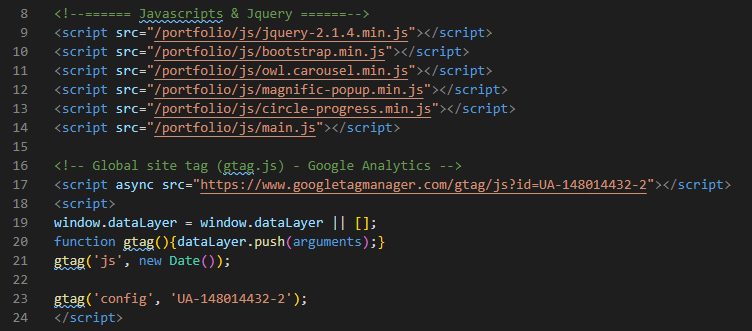 8 <!--====== Javascripts & Jquery ======-->
9 <script src="/portfolio/js/jquery-2.1.4.min.js"></script>
10 <script src="/portfolio/js/bootstrap.min.js"></script>
11 <script src="/portfolio/js/owl.carousel.min.js"></script>
12 <script src="/portfolio/js/magnific-popup.min.js"></script>
13 <script src="/portfolio/js/circle-progress.min.js"></script>
14 <script src="/portfolio/js/main.js"></script>
15
16 <!-- Global site tag (gtag.js) - Google Analytics -->
17 <script async src="https://www.googletagmanager.com/gtag/js?id=UA-148014432-2"></script>
18 <script>
19 window.dataLayer = window.dataLayer || [];
20 function gtag(){dataLayer.push(arguments);}
21 gtag('js', new Date());
22
23 gtag('config', 'UA-148014432-2');
24 </script>